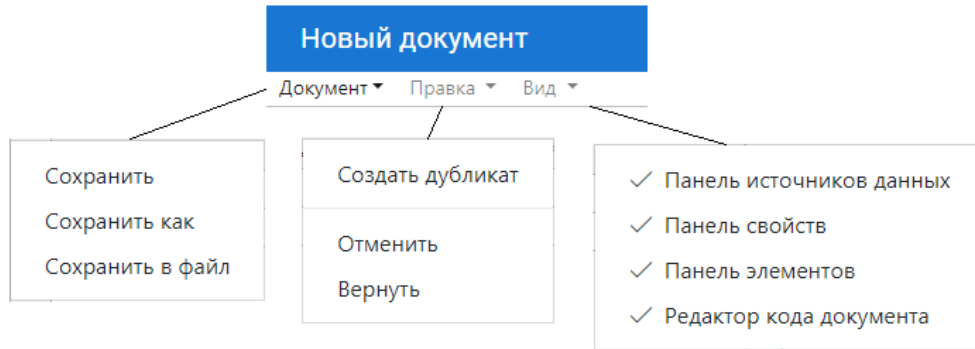 Новый документ
Документ Правка Вид
Сохранить
Сохранить как
Сохранить в файл
Создать дубликат
Отменить
Вернуть
Панель источников данных
Панель свойств
Панель элементов
Редактор кода документа